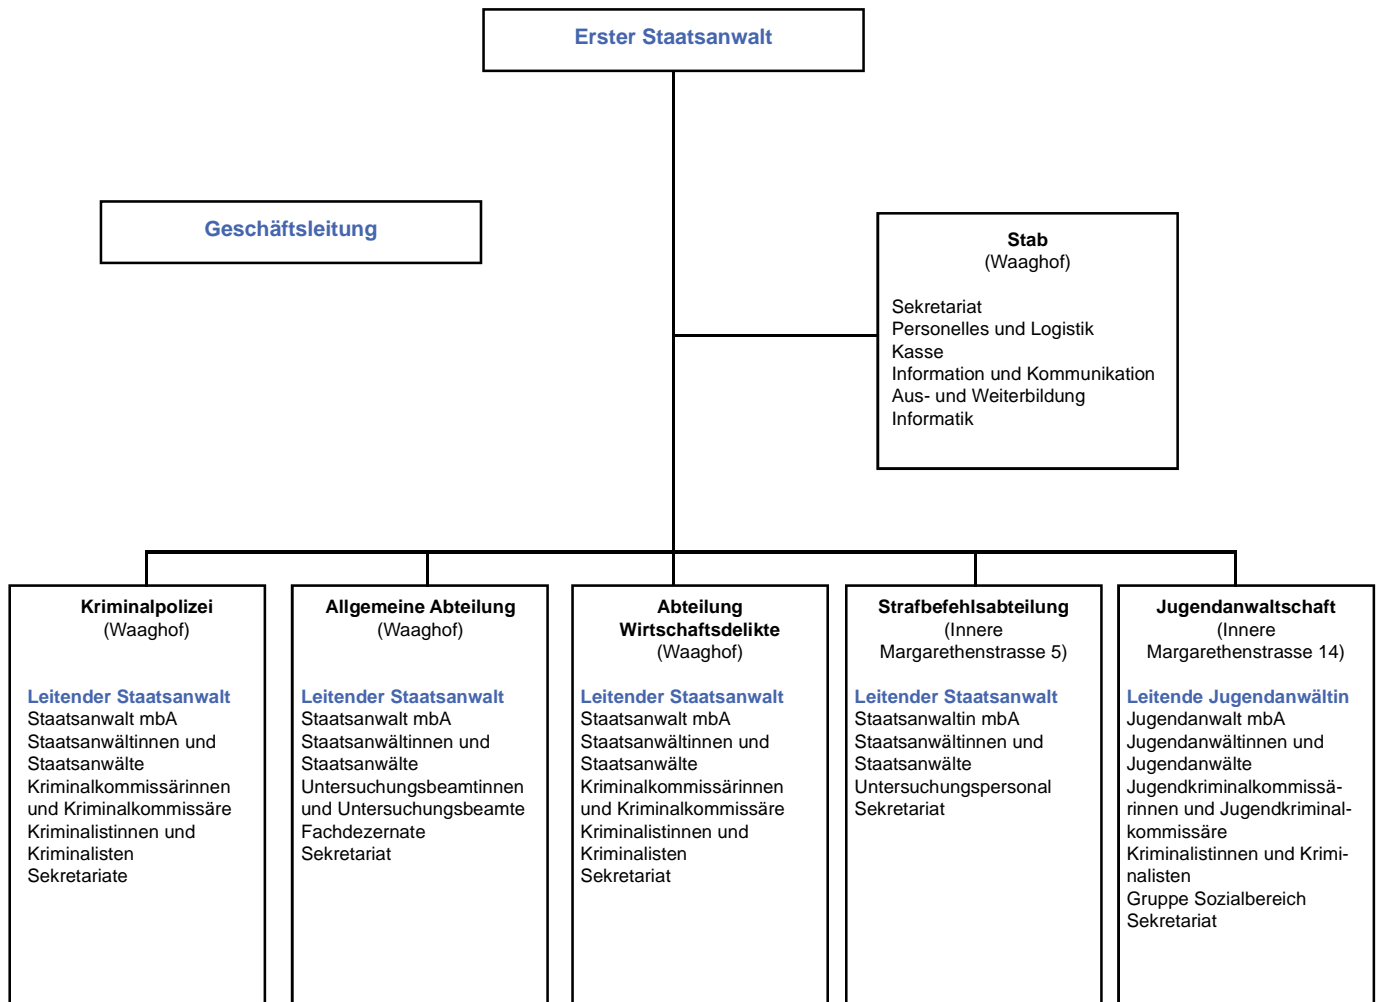 Erster Staatsanwalt
Geschäftsleitung
Stab
(Waaghof)
Sekretariat
Personelles und Logistik
Kasse
Information und Kommunikation
Aus- und Weiterbildung
Informatik
Kriminalpolizei
(Waaghof)
Leitender Staatsanwalt
Staatsanwalt mbA
Staatsanwältinnen und
Staatsanwälte
Kriminalkommissärinnen
und Kriminalkommissäre
Kriminalistinnen und
Kriminalisten
Sekretariate
Allgemeine Abteilung
(Waaghof)
Leitender Staatsanwalt
Staatsanwalt mbA
Staatsanwältinnen und
Staatsanwälte
Untersuchungsbeamtinnen
und Untersuchungsbeamte
Fachdezernate
Sekretariat
Abteilung
Wirtschaftsdelikte
(Waaghof)
Leitender Staatsanwalt
Staatsanwalt mbA
Staatsanwältinnen und
Staatsanwälte
Kriminalkommissärinnen
und Kriminalkommissäre
Kriminalistinnen und
Kriminalisten
Sekretariat
Strafbefehlsabteilung
(Innere
Margarethenstrasse 5)
Leitender Staatsanwalt
Staatsanwaltin mbA
Staatsanwältinnen und
Staatsanwälte
Untersuchungspersonal
Sekretariat
Jugendanwaltschaft
(Innere
Margarethenstrasse 14)
Leitende Jugendanwältin
Jugendanwalt mbA
Jugendanwältinnen und
Jugendanwälte
Jugendkriminalkommissä-
rinnen und Jugendkriminal-
kommissäre
Kriminalistinnen und Krimi-
nalisten
Gruppe Sozialbereich
Sekretariat